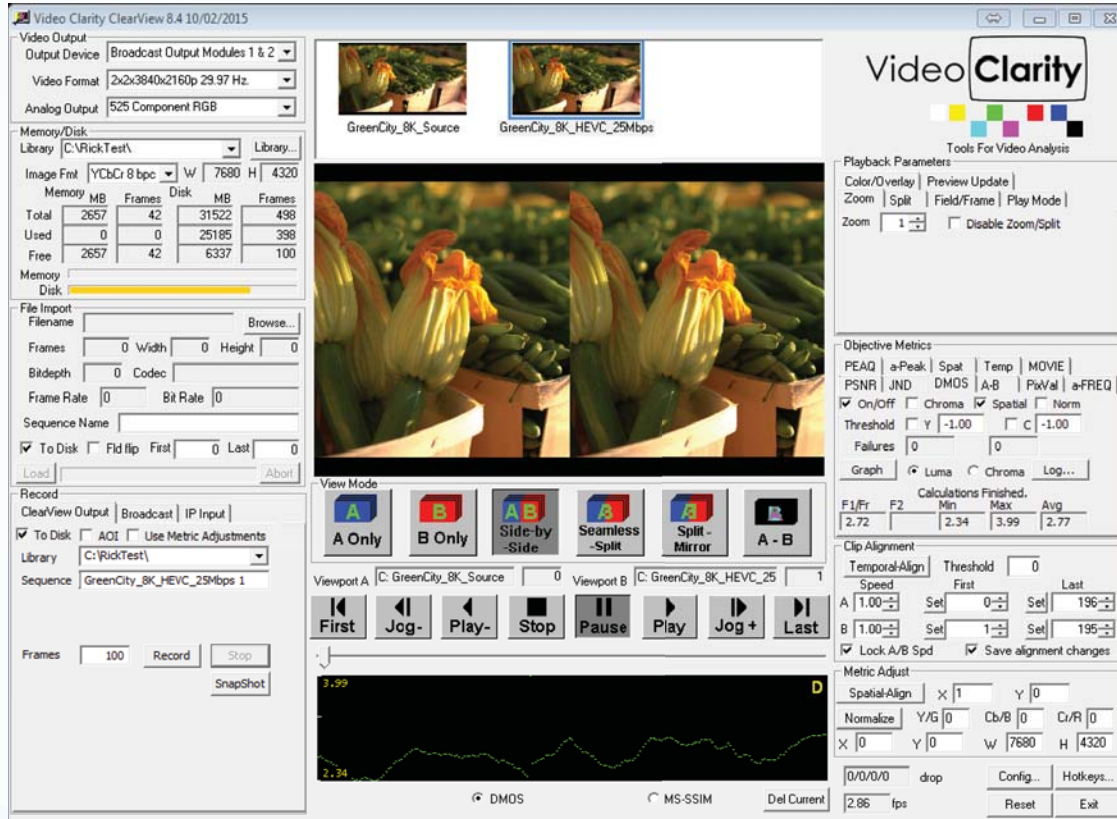 Video Clarity ClearView 8.4 10/02/2015
Video Output
Output Device Broadcast Output Modules 1 & 2
Video Format 2x2x3840x2160p 29.97 Hz.
Analog Output 525 Component RGB
Memory/Disk
Library C:\RickTest\ Library...
Image Fmt YCbCr 8 bpc W 7680 H 4320
Memory MB Frames Disk MB Frames
Total 2657 42 31522 498
Used 0 0 25185 398
Free 2657 42 6337 100
Memory
Disk
File Import
Filename Browse...
Frames 0 Width 0 Height 0
Bitdepth 0 Codec
Frame Rate 0 Bit Rate 0
Sequence Name
To Disk Fld flip First 0 Last 0
Load Abort
Record
ClearView Output Broadcast IP Input
To Disk AOI Use Metric Adjustments
Library C:\RickTest\
Sequence GreenCity_8K_HEVC_25Mbps 1
Frames 100 Record Stop
SnapShot
GreenCity_8K_Source GreenCity_8K_HEVC_25Mbps
View Mode
A A Only
B B Only
AB Side-by-Side
AB Seamless-Split
Split-Mirror
A - B
Viewport A C: GreenCity_8K_Source 0 Viewport B C: GreenCity_8K_HEVC_25 1
First Jog- Play- Stop Pause Play Jog + Last
3.99 D
2.34
DMOS MS-SSIM Del Current
Video Clarity
Tools For Video Analysis
Playback Parameters
Color/Overlay Preview Update
Zoom Split Field/Frame Play Mode
Zoom 1 Disable Zoom/Split
Objective Metrics
PEAQ a-Peak Spat Temp MOVIE
PSNR JND DMOS A-B PixVal a-FREQ
On/Off Chroma Spatial Norm
Threshold Y -1.00 C -1.00
Failures 0 0
Graph Luma Chroma Log...
Calculations Finished.
F1/Fr F2 Min Max Avg
2.72 2.34 3.99 2.77
Clip Alignment
Temporal-Align Threshold 0
Speed First Last
A 1.00 Set 0 Set 196
B 1.00 Set 1 Set 195
Lock A/B Spd Save alignment changes
Metric Adjust
Spatial-Align X 1 Y 0
Normalize Y/G 0 Cb/B 0 Cr/R 0
X 0 Y 0 W 7680 H 4320
0/0/0/0 drop Config... Hotkeys...
2.86 fps Reset Exit